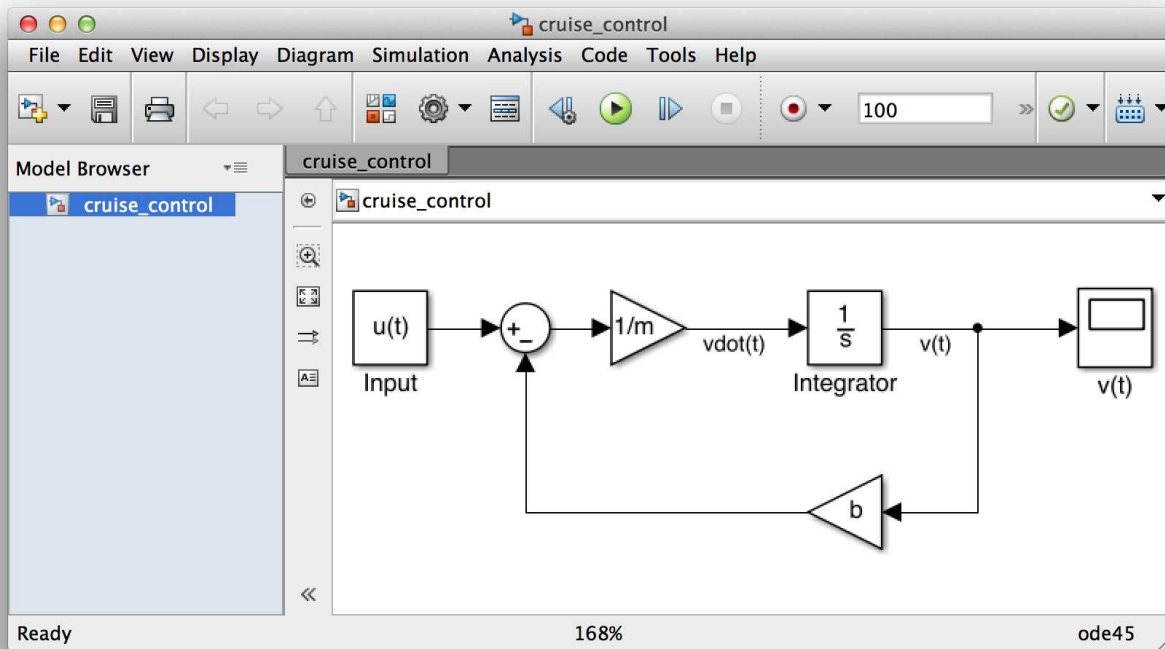 cruise_control
File Edit View Display Diagram Simulation Analysis Code Tools Help
100
Model Browser
cruise_control
cruise_control
cruise_control
u(t)
Input
+
−
1/m
vdot(t)
1
s
Integrator
v(t)
v(t)
b
Ready
168%
ode45